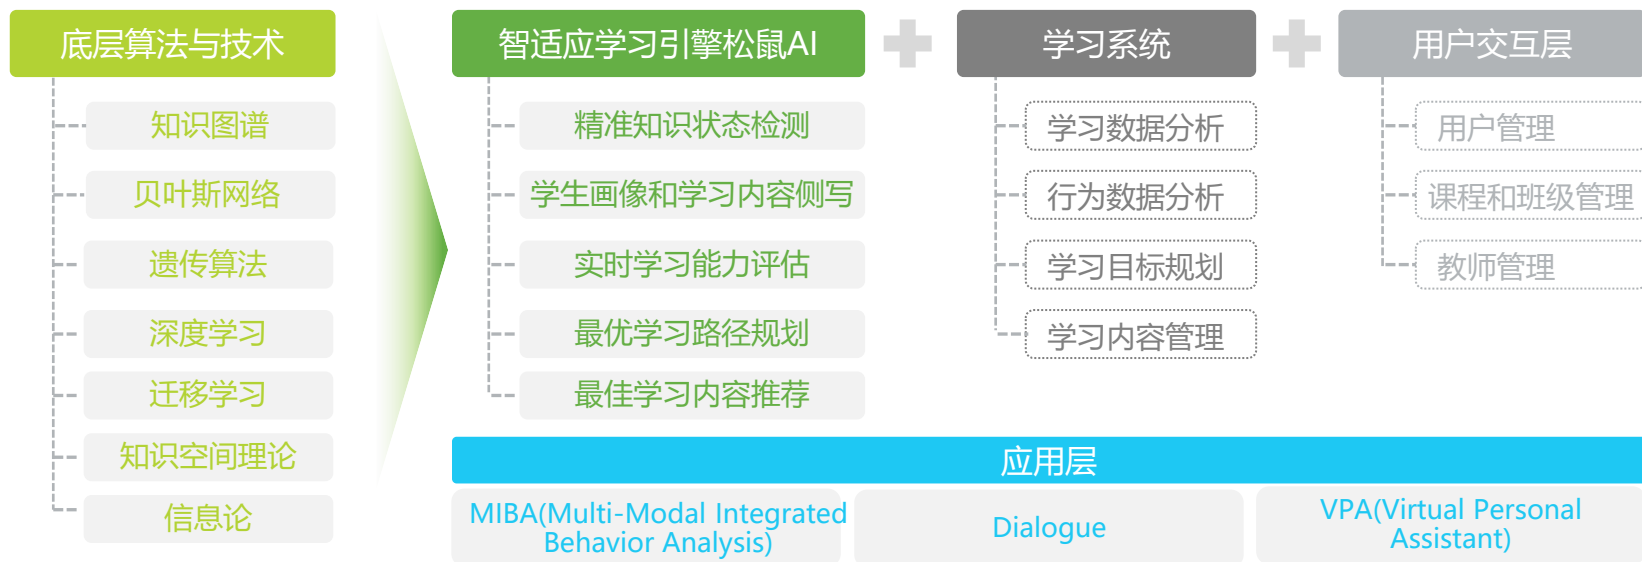 底层算法与技术
知识图谱
贝叶斯网络
遗传算法
深度学习
迁移学习
知识空间理论
信息论
智适应学习引擎松鼠AI
精准知识状态检测
学生画像和学习内容侧写
实时学习能力评估
最优学习路径规划
最佳学习内容推荐
学习系统
学习数据分析
行为数据分析
学习目标规划
学习内容管理
用户交互层
用户管理
课程和班级管理
教师管理
应用层
MIBA(Multi-Modal Integrated
Behavior Analysis)
Dialogue
VPA(Virtual Personal
Assistant)